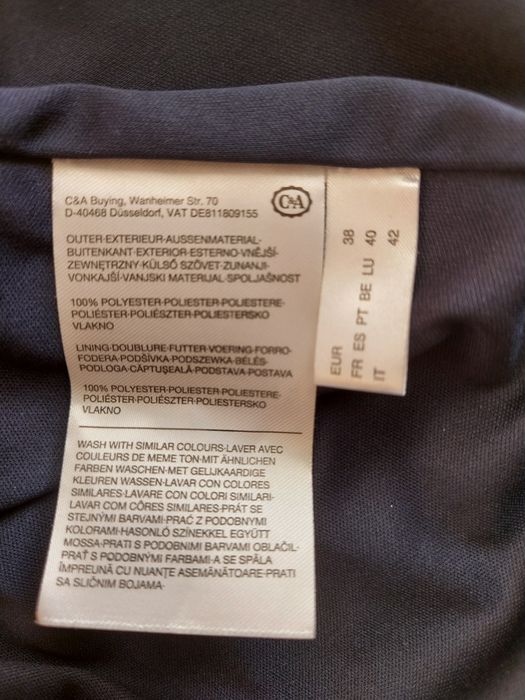 C&A Buying, Wanheimer Str. 70
D-40468 Düsseldorf, VAT DE811809155
C&A
OUTER·EXTERIEUR·AUSSENMATERIAL·
BUITENKANT·EXTERIOR·ESTERNO·VNĚJŠÍ·
ZEWNĘTRZNY·KÜLSŐ SZÖVET·ZUNANJI·
VONKAJŠÍ·VANJSKI MATERIJAL·SPOLJAŠNOST
100% POLYESTER·POLIESTER·POLIESTERE·
POLIÉSTER·POLIÉSZTER·POLIESTERSKO
VLAKNO
LINING·DOUBLURE·FUTTER·VOERING·FORRO·
FODERA·PODŠÍVKA·PODSZEWKA·BÉLÉS·
PODLOGA·CĂPTUŞEALĂ·PODSTAVA·POSTAVA
100% POLYESTER·POLIESTER·POLIESTERE·
POLIÉSTER·POLIÉSZTER·POLIESTERSKO
VLAKNO
WASH WITH SIMILAR COLOURS·LAVER AVEC
COULEURS DE MEME TON·MIT ÄHNLICHEN
FARBEN WASCHEN·MET GELIJKAARDIGE
KLEUREN WASSEN·LAVAR CON COLORES
SIMILARES·LAVARE CON COLORI SIMILARI·
LAVAR COM CÔRES SIMILARES·PRÁT SE
STEJNÝMI BARVAMI·PRAĆ Z PODOBNYMI
KOLORAMI·HASONLÓ SZÍNEKKEL EGYÜTT
MOSSA·PRATI S PODOBNIMI BARVAMI OBLAČIL·
PRAŤ S PODOBNÝMI FARBAMI·A SE SPĂLA
ÎMPREUNĂ CU NUANŢE ASEMĂNĂTOARE·PRATI
SA SLIČNIM BOJAMA·
EUR 38
FR ES PT BE LU 40
IT 42